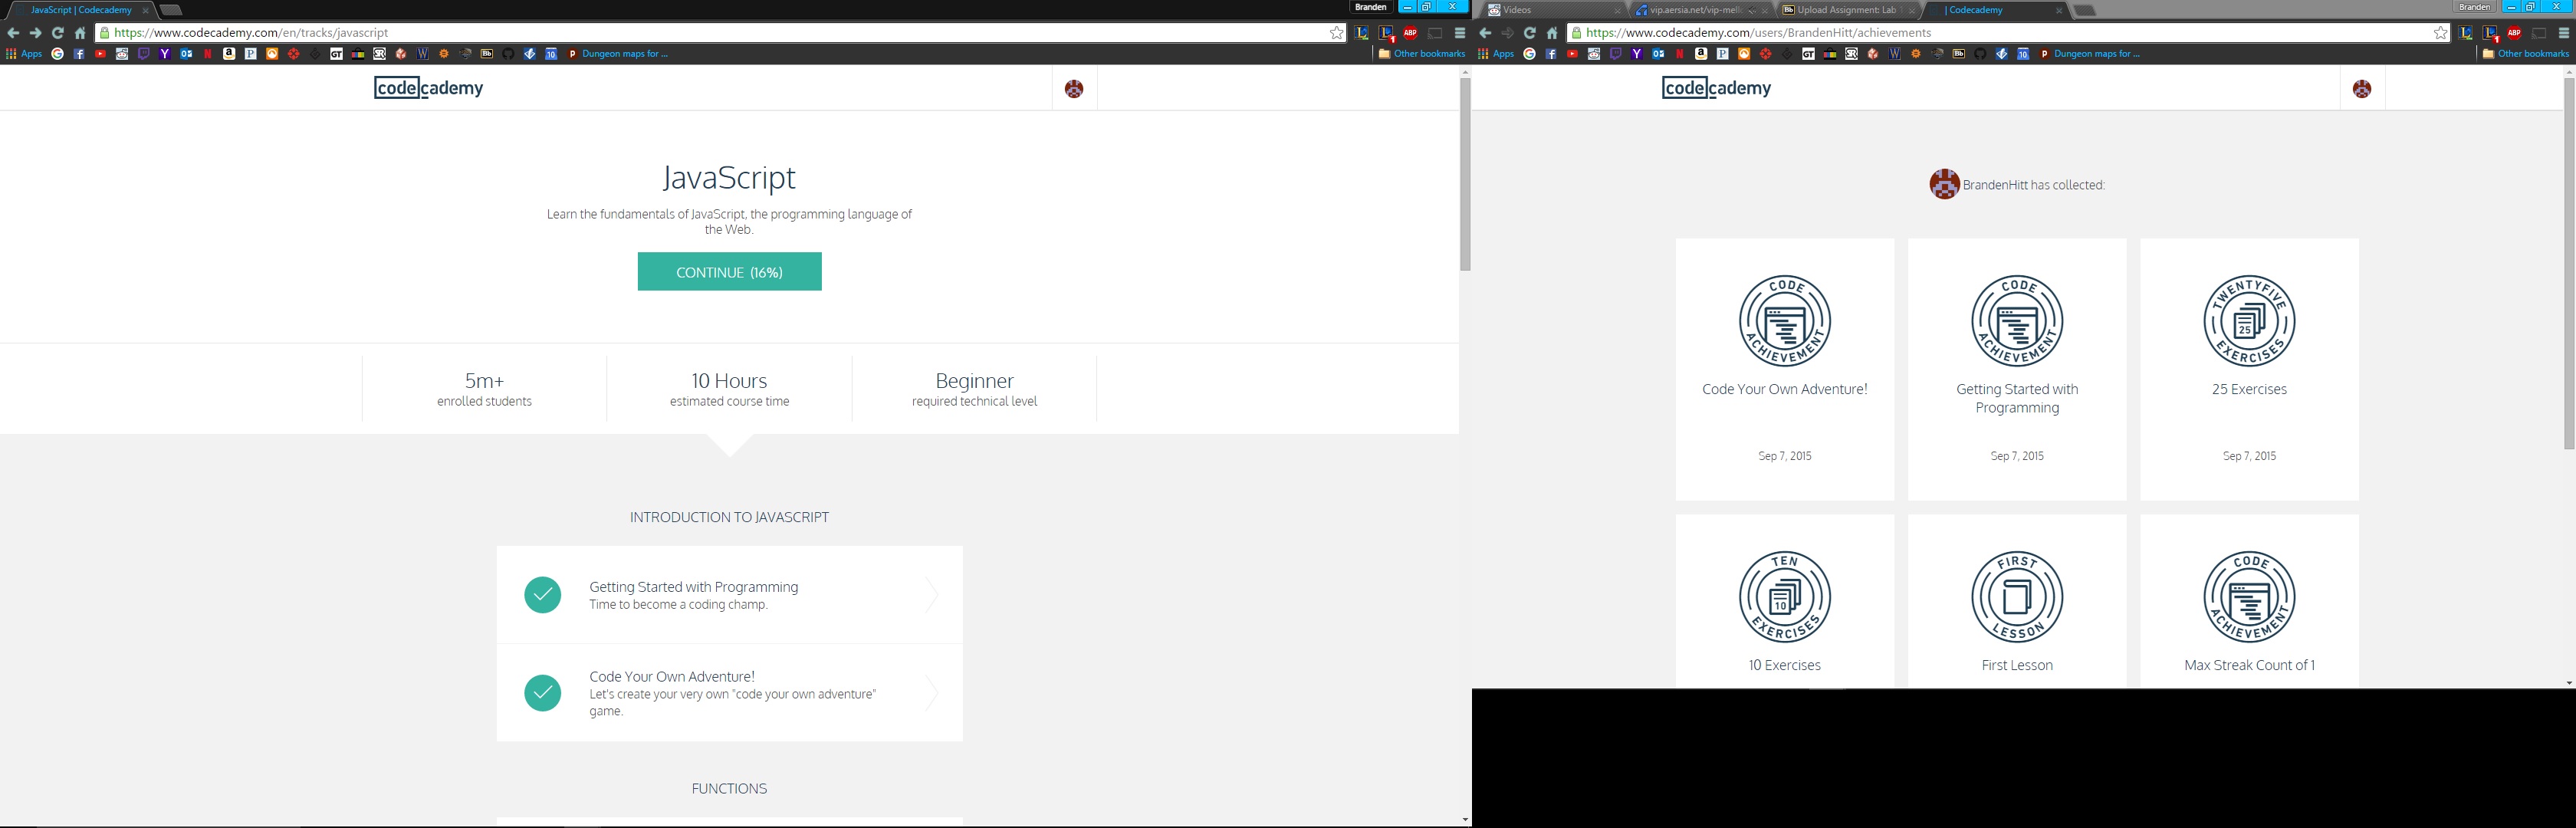 JavaScript | Codecademy
Branden
https://www.codecademy.com/en/tracks/javascript
Apps
Dungeon maps for ...
Other bookmarks
codecademy
JavaScript
Learn the fundamentals of JavaScript, the programming language of
the Web.
CONTINUE (16%)
5m+
enrolled students
10 Hours
estimated course time
Beginner
required technical level
INTRODUCTION TO JAVASCRIPT
Getting Started with Programming
Time to become a coding champ.
Code Your Own Adventure!
Let's create your very own "code your own adventure"
game.
FUNCTIONS
Videos
vip.aersia.net/vip-mell
Upload Assignment: Lab
| Codecademy
Branden
https://www.codecademy.com/users/BrandenHitt/achievements
Apps
Dungeon maps for ...
Other bookmarks
codecademy
BrandenHitt has collected:
CODE
ACHIEVEMENT
Code Your Own Adventure!
Sep 7, 2015
CODE
ACHIEVEMENT
Getting Started with
Programming
Sep 7, 2015
TWENTYFIVE
25
EXERCISES
25 Exercises
Sep 7, 2015
TEN
10
EXERCISES
10 Exercises
FIRST
LESSON
First Lesson
CODE
ACHIEVEMENT
Max Streak Count of 1